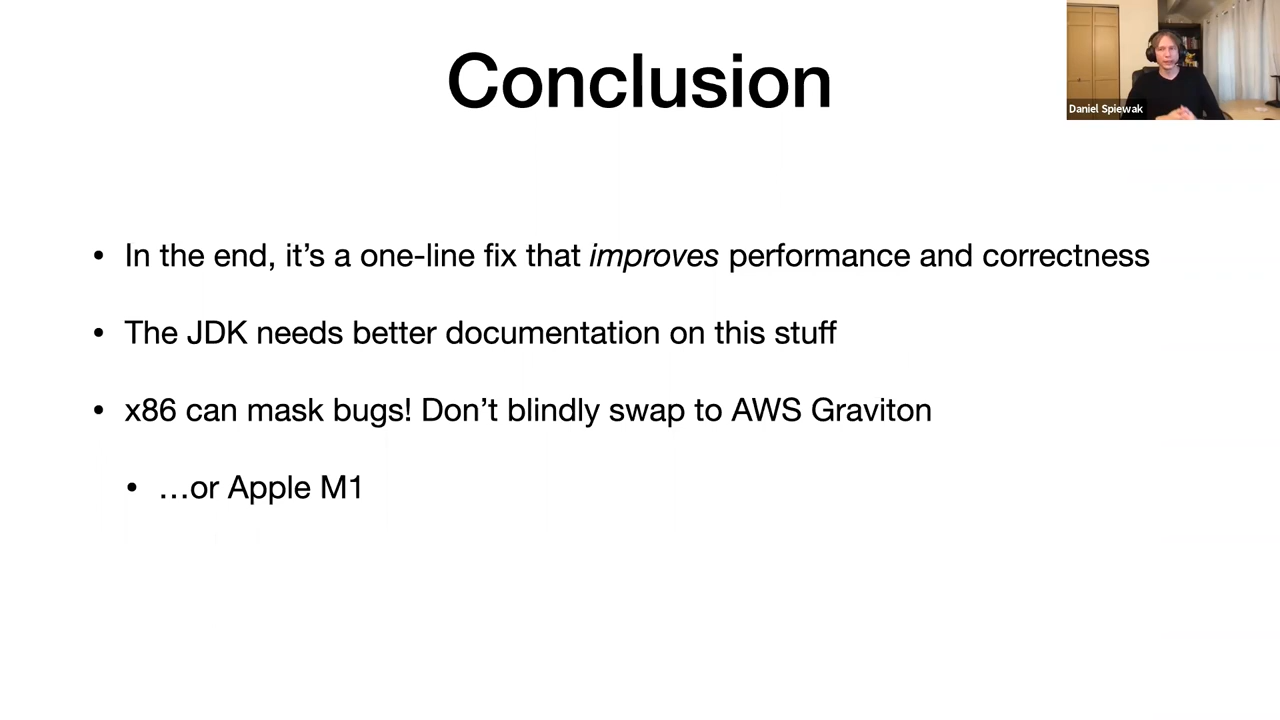 Conclusion
Daniel Spiewak
• In the end, it’s a one-line fix that improves performance and correctness
• The JDK needs better documentation on this stuff
• x86 can mask bugs! Don’t blindly swap to AWS Graviton
• …or Apple M1